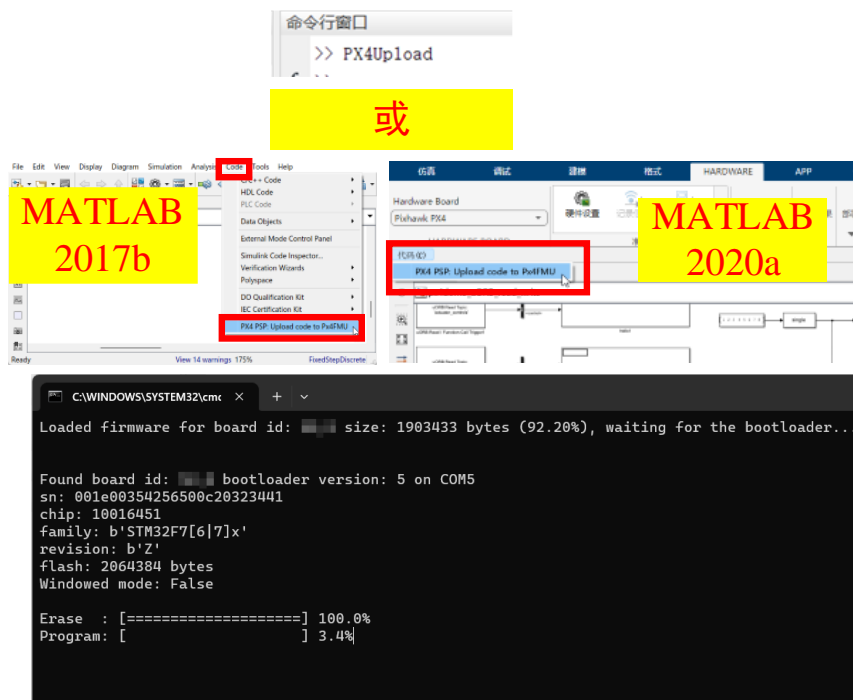 命令行窗口
>> PX4Upload
或
File Edit View Display Diagram Simulation Analysis Code Tools Help
C/C++ Code
HDL Code
PLC Code
Data Objects
External Mode Control Panel
Simulink Code Inspector...
Verification Wizards
Polyspace
DO Qualification Kit
IEC Certification Kit
PX4 PSP: Upload code to Px4FMU
Ready View 14 warnings 175% FixedStepDiscrete
MATLAB
2017b
仿真 调试 建模 格式 HARDWARE APP
Hardware Board
Pixhawk PX4
硬件设置
代码(C)
PX4 PSP: Upload code to Px4FMU
MATLAB
2020a
single
C:\WINDOWS\SYSTEM32\cmc
Loaded firmware for board id: size: 1903433 bytes (92.20%), waiting for the bootloader...
Found board id: bootloader version: 5 on COM5
sn: 001e00354256500c20323441
chip: 10016451
family: b'STM32F7[6|7]x'
revision: b'Z'
flash: 2064384 bytes
Windowed mode: False
Erase : [====================] 100.0%
Program: [ ] 3.4%